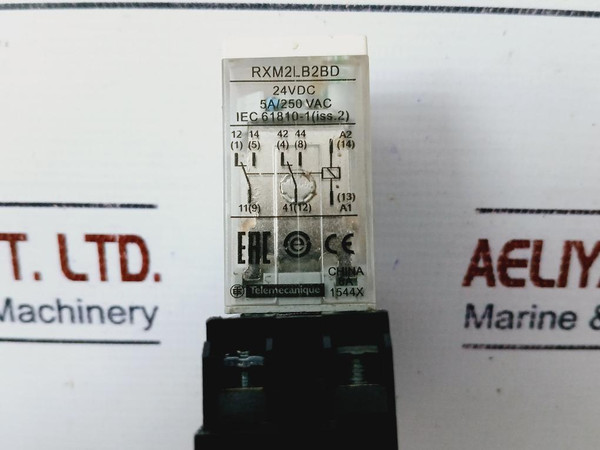 RXM2LB2BD
24VDC
5A/250 VAC
IEC 61810-1(iss.2)
12 14 42 44 A2
(1) (5) (4) (8) (14)
(13)
11(9) 41(12) A1
EAC CE
CHINA
Telemecanique 1544X
T. LTD.
Machinery
AELIYA
Marine &